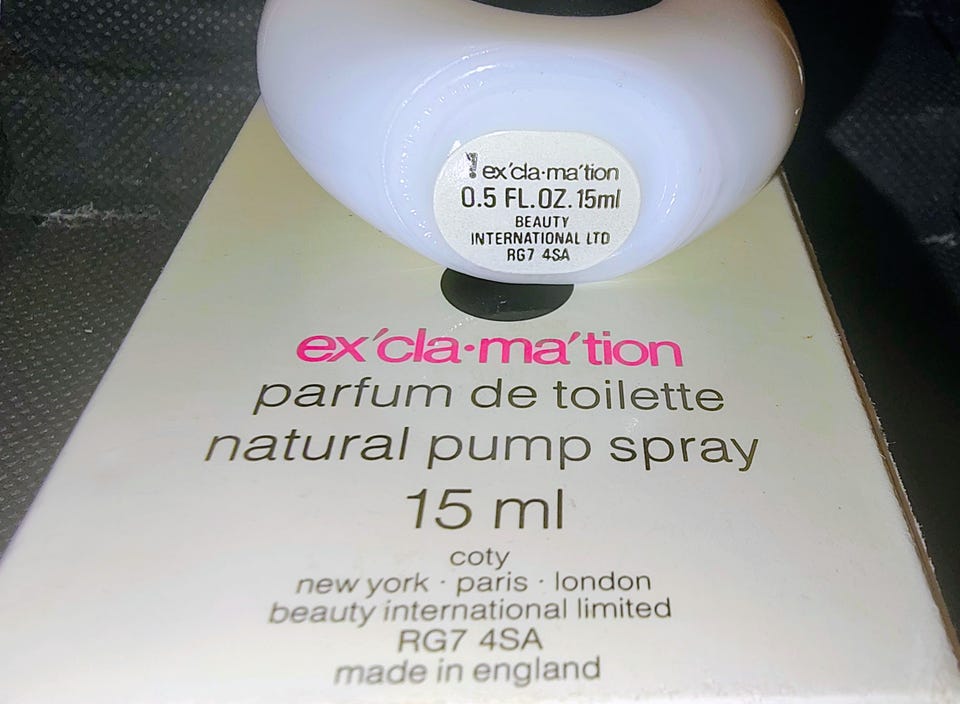 ! ex'cla·ma'tion
0.5 FL.OZ. 15ml
BEAUTY
INTERNATIONAL LTD
RG7 4SA
ex'cla·ma'tion
parfum de toilette
natural pump spray
15 ml
coty
new york · paris · london
beauty international limited
RG7 4SA
made in england